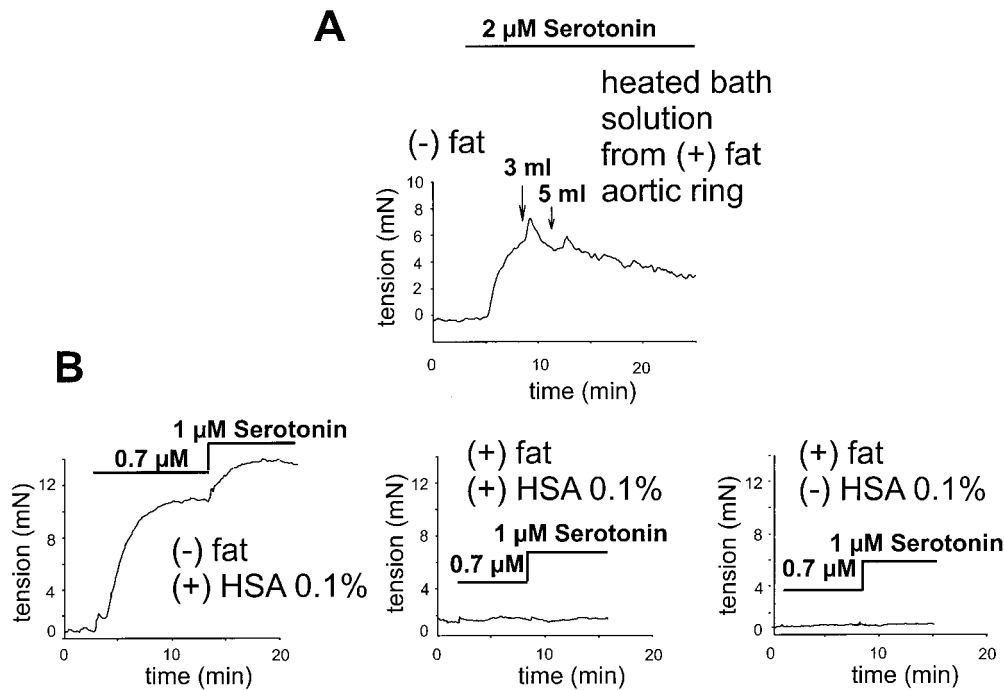 A
2 µM Serotonin
heated bath
solution
from (+) fat
aortic ring
(-) fat
3 ml
5 ml
10
8
6
4
2
0
tension (mN)
0 10 20
time (min)
B
1 µM Serotonin
0.7 µM
12
8
4
0
tension (mN)
(-) fat
(+) HSA 0.1%
0 10 20
time (min)
(+) fat
(+) HSA 0.1%
1 µM Serotonin
0.7 µM
12
8
4
0
tension (mN)
0 10 20
time (min)
(+) fat
(-) HSA 0.1%
1 µM Serotonin
0.7 µM
12
8
4
0
tension (mN)
0 10 20
time (min)